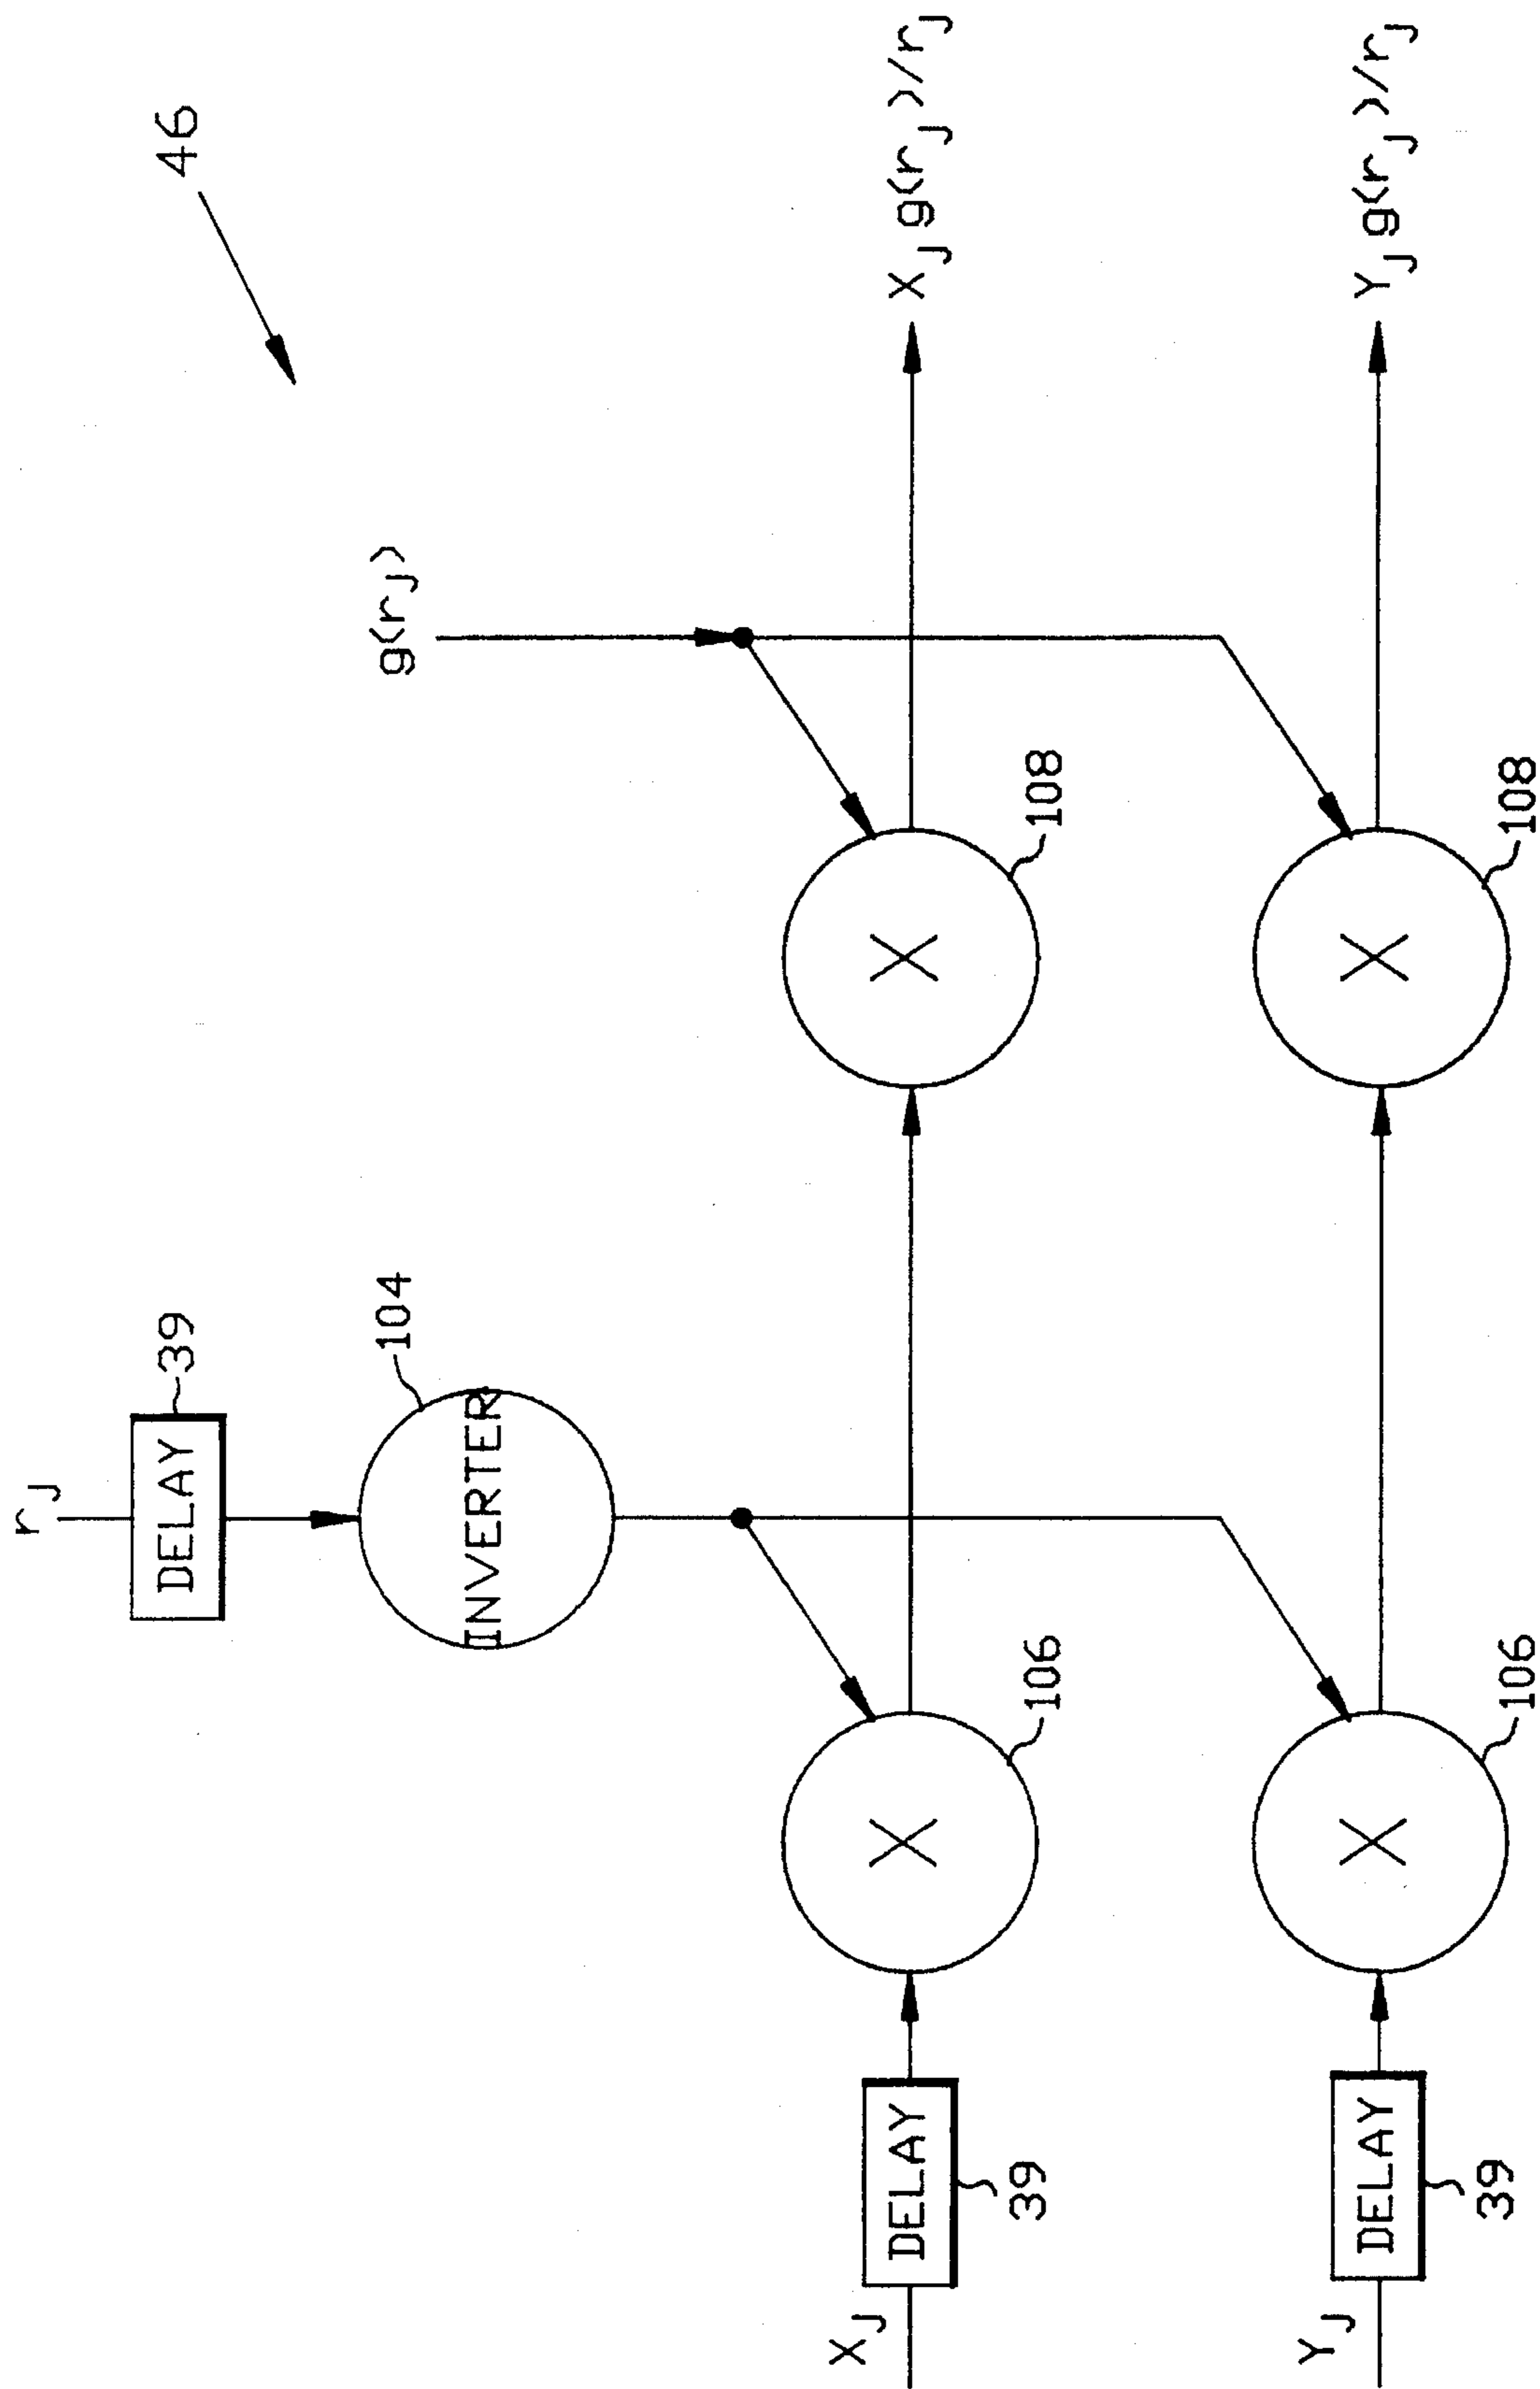 46
r_J
DELAY
39
INVERTER
104
g(r_J)
X_J
DELAY
39
X
106
X
108
X_J g(r_J)/r_J
Y_J
DELAY
39
X
106
X
108
Y_J g(r_J)/r_J